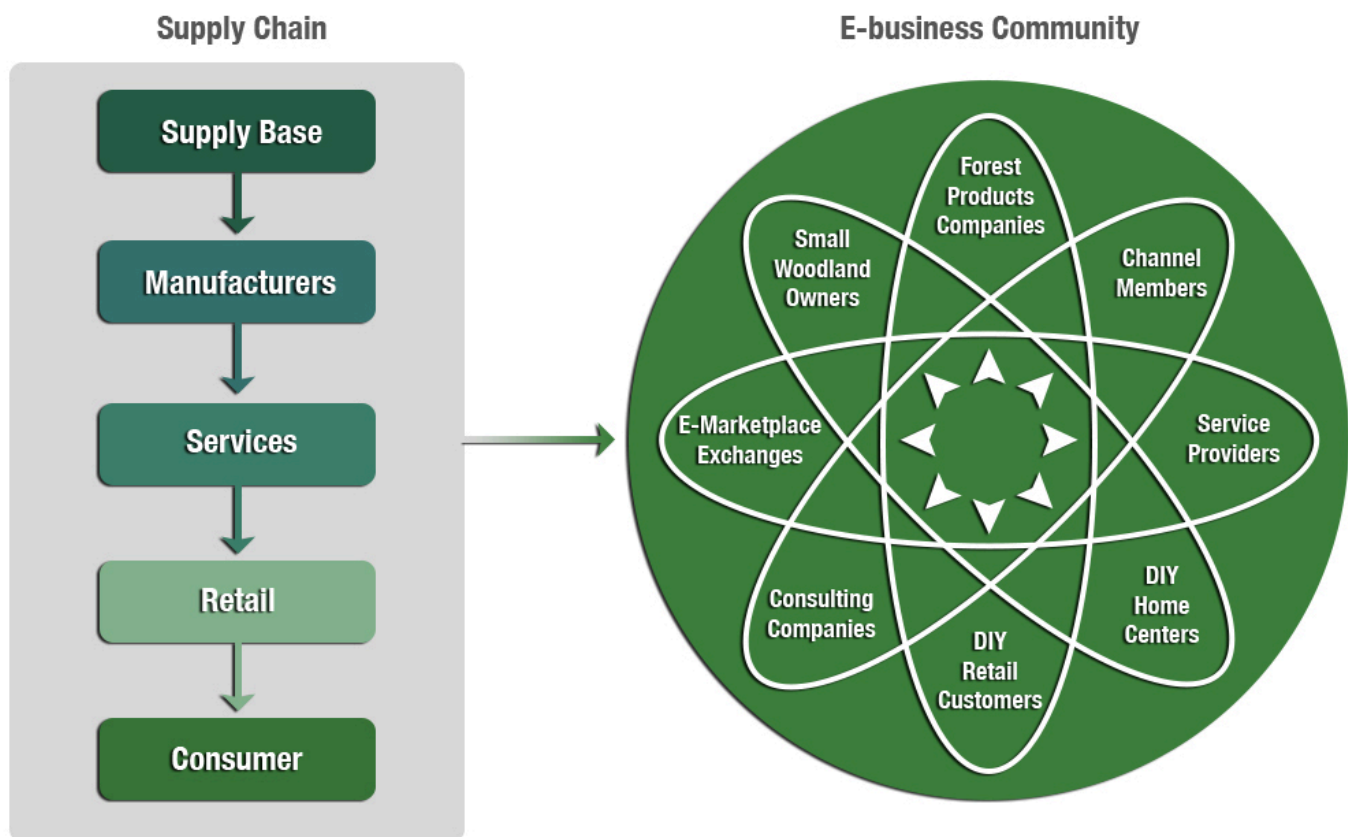 Supply Chain
E-business Community
Supply Base
Manufacturers
Services
Retail
Consumer
Forest
Products
Companies
Channel
Members
Service
Providers
DIY
Home
Centers
DIY
Retail
Customers
Consulting
Companies
E-Marketplace
Exchanges
Small
Woodland
Owners